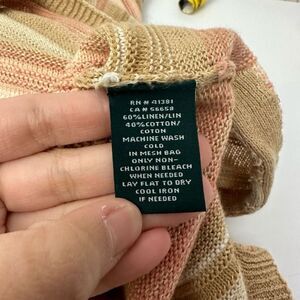 RN # 41381
CA # 56658
60%LINEN/LIN
40%COTTON/
COTON
MACHINE WASH
COLD
IN MESH BAG
ONLY NON-
CHLORINE BLEACH
WHEN NEEDED
LAY FLAT TO DRY
COOL IRON
IF NEEDED